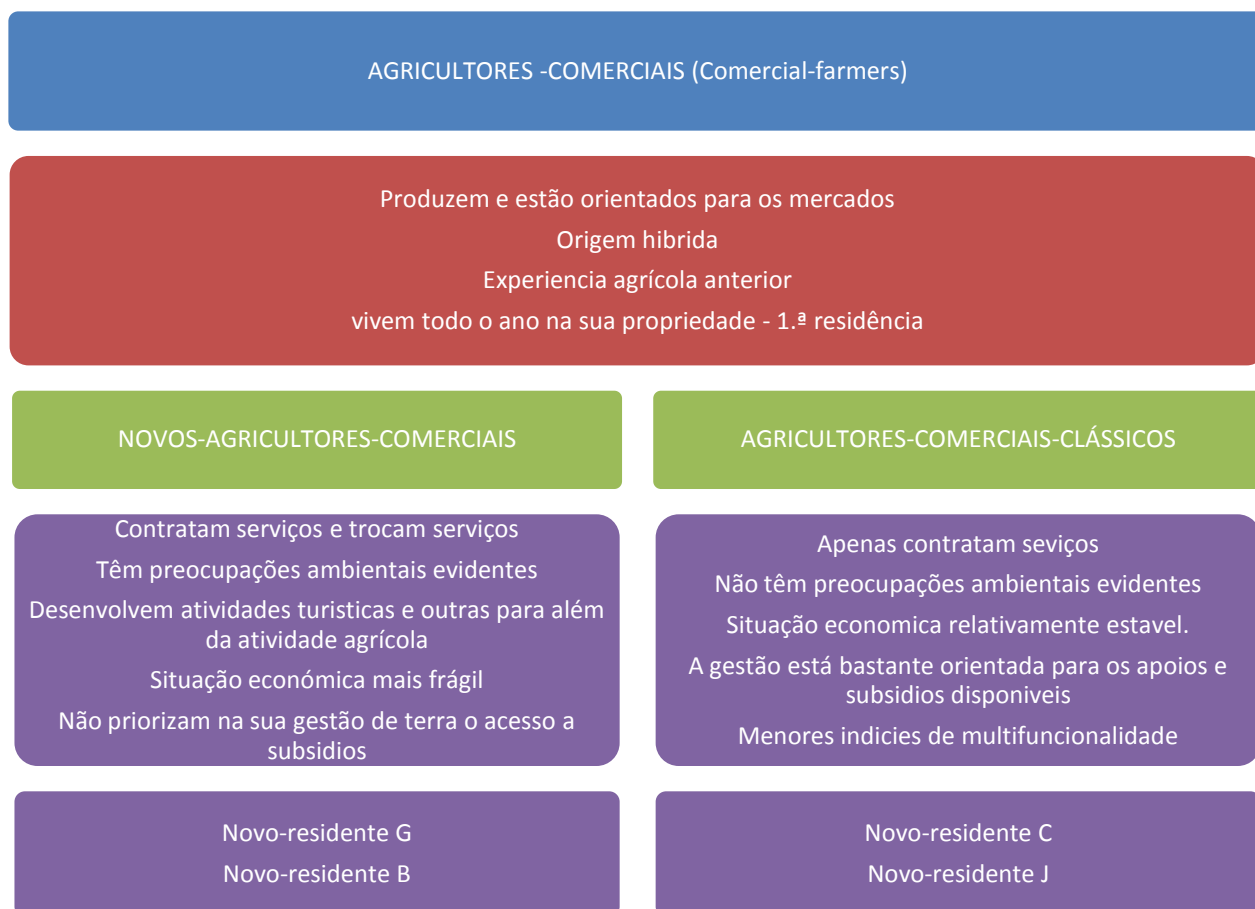 AGRICULTORES -COMERCIAIS (Comercial-farmers)
Produzem e estão orientados para os mercados
Origem hibrida
Experiencia agrícola anterior
vivem todo o ano na sua propriedade - 1.ª residência
NOVOS-AGRICULTORES-COMERCIAIS
Contratam serviços e trocam serviços
Têm preocupações ambientais evidentes
Desenvolvem atividades turisticas e outras para além
da atividade agrícola
Situação económica mais frágil
Não priorizam na sua gestão de terra o acesso a
subsidios
Novo-residente G
Novo-residente B
AGRICULTORES-COMERCIAIS-CLÁSSICOS
Apenas contratam seviços
Não têm preocupações ambientais evidentes
Situação economica relativamente estavel.
A gestão está bastante orientada para os apoios e
subsidios disponiveis
Menores indicies de multifuncionalidade
Novo-residente C
Novo-residente J